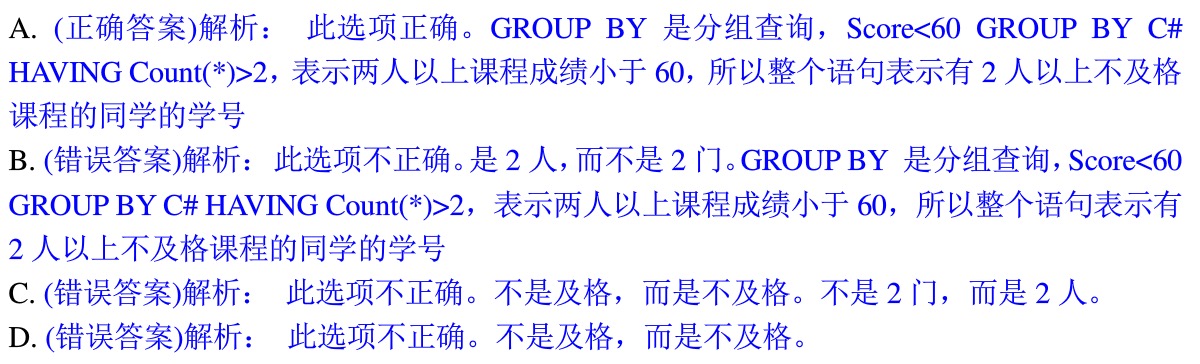 A. (正确答案)解析： 此选项正确。GROUP BY 是分组查询，Score<60 GROUP BY C#
HAVING Count(*)>2，表示两人以上课程成绩小于 60，所以整个语句表示有 2 人以上不及格
课程的同学的学号
B. (错误答案)解析： 此选项不正确。是 2 人，而不是 2 门。GROUP BY 是分组查询，Score<60
GROUP BY C# HAVING Count(*)>2，表示两人以上课程成绩小于 60，所以整个语句表示有
2 人以上不及格课程的同学的学号
C. (错误答案)解析： 此选项不正确。不是及格，而是不及格。不是 2 门，而是 2 人。
D. (错误答案)解析： 此选项不正确。不是及格，而是不及格。